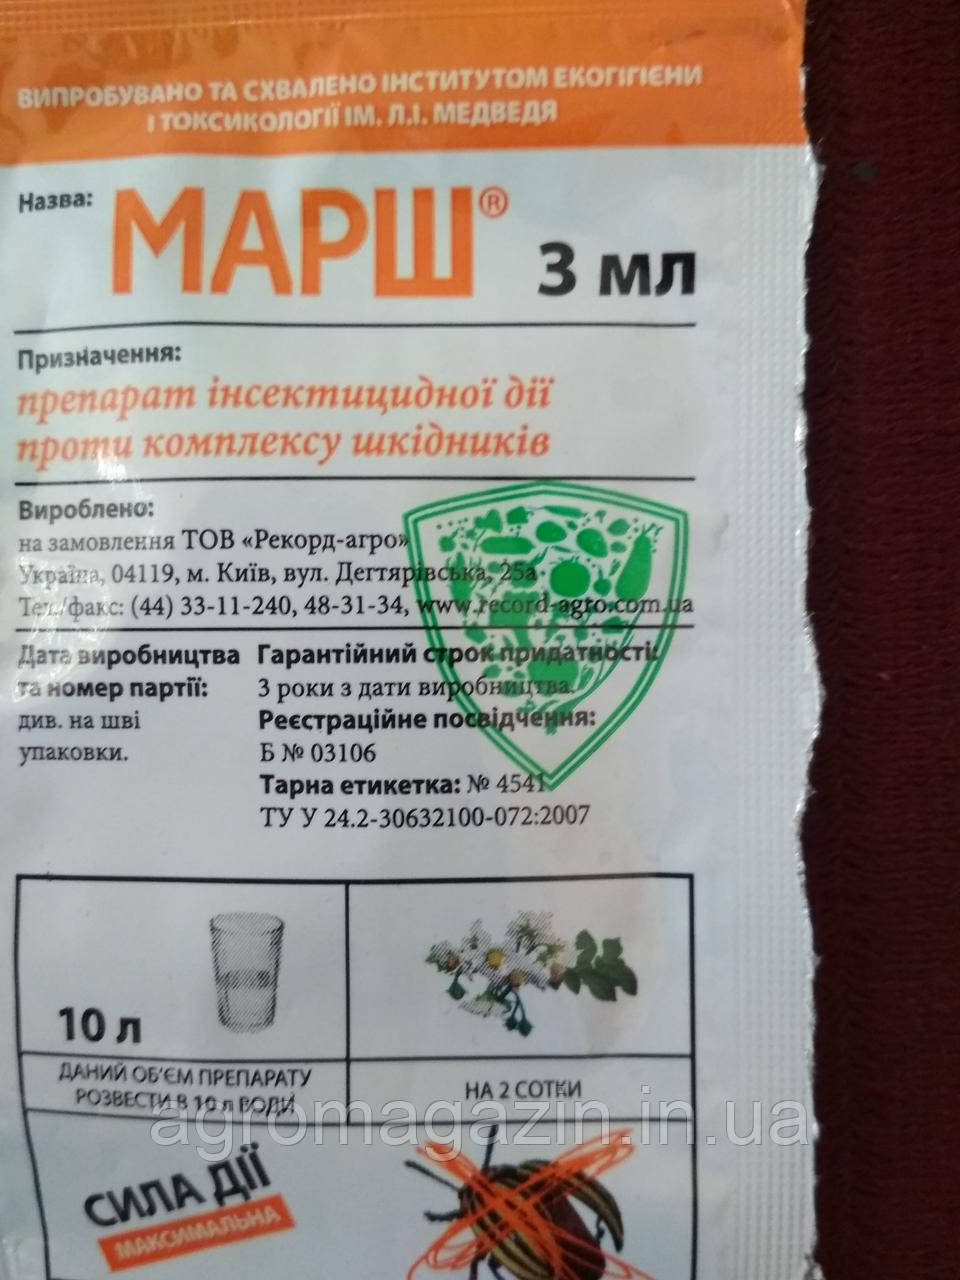 ВИПРОБУВАНО ТА СХВАЛЕНО ІНСТИТУТОМ ЕКОГІГІЄНИ
І ТОКСИКОЛОГІЇ ІМ. Л.І. МЕДВЕДЯ
Назва: МАРШ® 3 мл
Призначення:
препарат інсектицидної дії
проти комплексу шкідників
Вироблено:
на замовлення ТОВ «Рекорд-агро»
Україна, 04119, м. Київ, вул. Дегтярівська, 25а
Тел/факс: (44) 33-11-240, 48-31-34, www.record-agro.com.ua
Дата виробництва
та номер партії:
див. на шві
упаковки.
Гарантійний строк придатності:
3 роки з дати виробництва.
Реєстраційне посвідчення:
Б № 03106
Тарна етикетка: № 4541
ТУ У 24.2-30632100-072:2007
10 л
ДАНИЙ ОБ'ЄМ ПРЕПАРАТУ
РОЗВЕСТИ В 10 л ВОДИ
НА 2 СОТКИ
agromagazin.in.ua
СИЛА ДІЇ
МАКСИМАЛЬНА